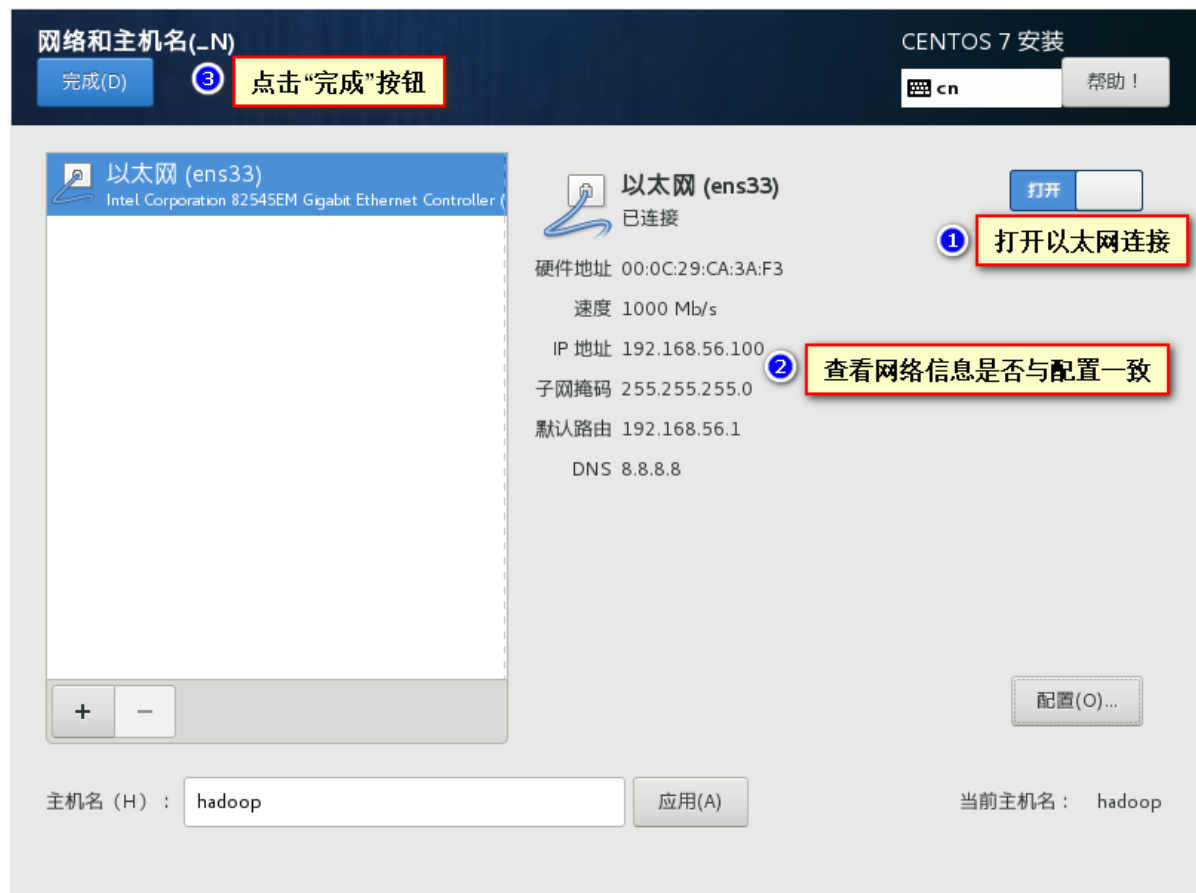 网络和主机名(_N)
完成(D)
3
点击“完成”按钮
CENTOS 7 安装
cn
帮助！
以太网 (ens33)
Intel Corporation 82545EM Gigabit Ethernet Controller (
以太网 (ens33)
已连接
打开
1
打开以太网连接
硬件地址 00:0C:29:CA:3A:F3
速度 1000 Mb/s
IP 地址 192.168.56.100
2
查看网络信息是否与配置一致
子网掩码 255.255.255.0
默认路由 192.168.56.1
DNS 8.8.8.8
+
−
配置(O)...
主机名（H）： hadoop
应用(A)
当前主机名： hadoop